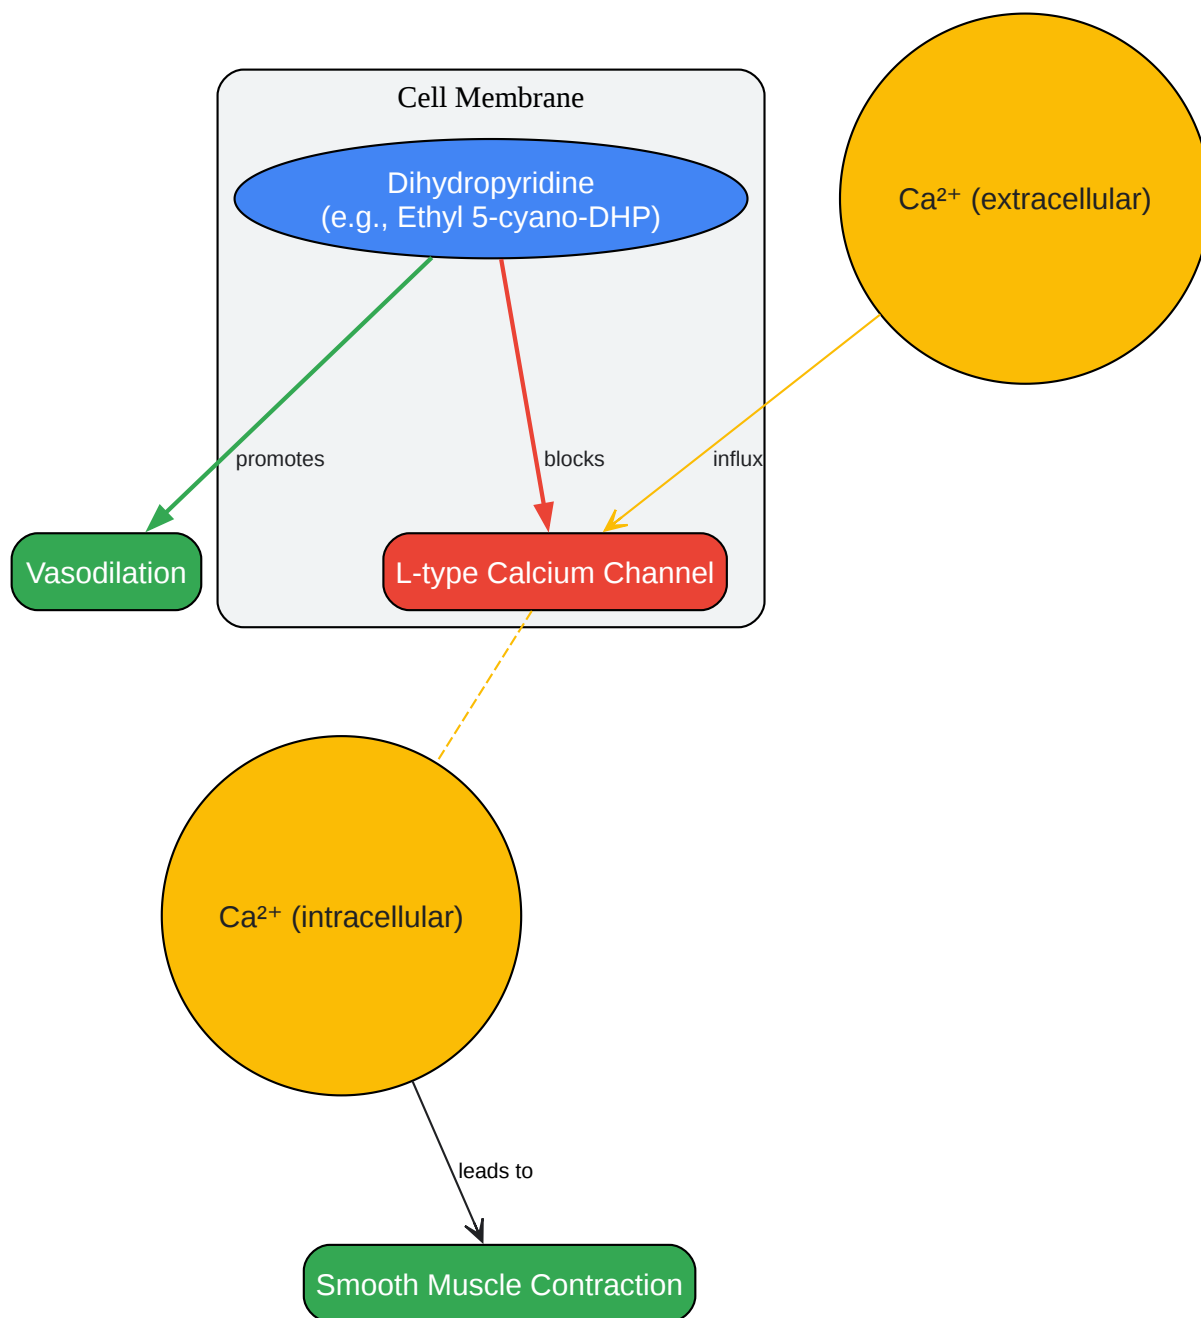 Cell Membrane
Dihydropyridine
(e.g., Ethyl 5-cyano-DHP)
Ca²⁺ (extracellular)
promotes
blocks
influx
Vasodilation
L-type Calcium Channel
Ca²⁺ (intracellular)
leads to
Smooth Muscle Contraction